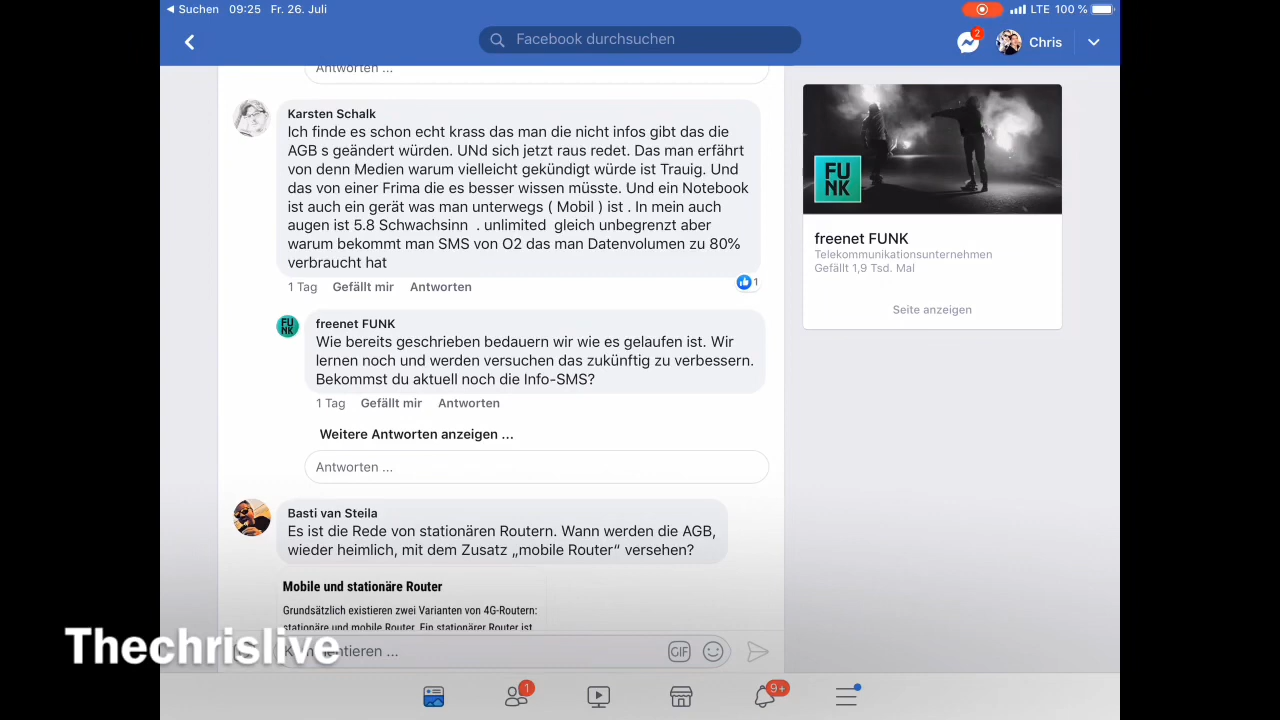 Suchen 09:25 Fr. 26. Juli
LTE 100 %
Facebook durchsuchen
2
Chris
Antworten ...
Karsten Schalk
Ich finde es schon echt krass das man die nicht infos gibt das die
AGB s geändert würden. UNd sich jetzt raus redet. Das man erfährt
von denn Medien warum vielleicht gekündigt würde ist Trauig. Und
das von einer Frima die es besser wissen müsste. Und ein Notebook
ist auch ein gerät was man unterwegs ( Mobil ) ist . In mein auch
augen ist 5.8 Schwachsinn . unlimited gleich unbegrenzt aber
warum bekommt man SMS von O2 das man Datenvolumen zu 80%
verbraucht hat
1 Tag Gefällt mir Antworten
1
FUNK
freenet FUNK
Wie bereits geschrieben bedauern wir wie es gelaufen ist. Wir
lernen noch und werden versuchen das zukünftig zu verbessern.
Bekommst du aktuell noch die Info-SMS?
1 Tag Gefällt mir Antworten
Weitere Antworten anzeigen ...
Antworten ...
Basti van Steila
Es ist die Rede von stationären Routern. Wann werden die AGB,
wieder heimlich, mit dem Zusatz „mobile Router“ versehen?
Mobile und stationäre Router
Grundsätzlich existieren zwei Varianten von 4G-Routern:
stationäre und mobile Router. Ein stationärer Router ist
FU
NK
freenet FUNK
Telekommunikationsunternehmen
Gefällt 1,9 Tsd. Mal
Seite anzeigen
Thechrislive
GIF
1
9+